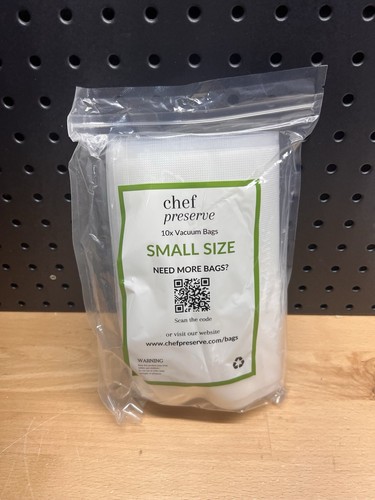 chef
preserve
10x Vacuum Bags
SMALL SIZE
NEED MORE BAGS?
Scan the code
or visit our website
www.chefpreserve.com/bags
WARNING